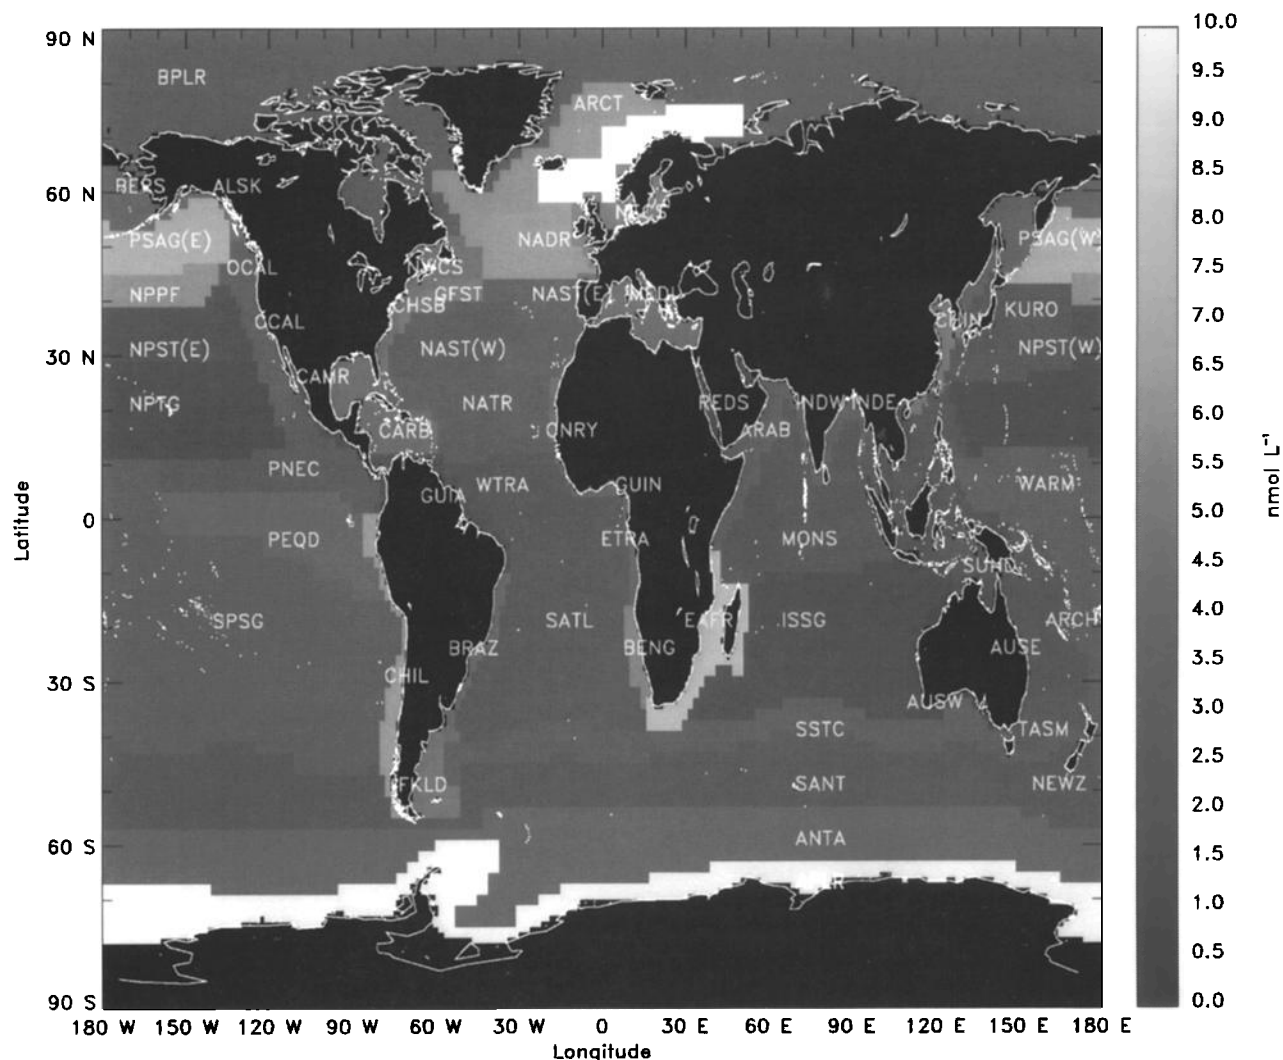 10.0
90 N
BPLR
9.5
ARCT
9.0
8.5
BERS ALSK
60 N
8.0
PSAG(E) NADR PSAG(W)
7.5
OCAL NWCS
NPPF CHSB GFST NAST(E) MEDI KURO
7.0
CCAL CHIN
NPST(E) NAST(W) NPST(W)
30 N
6.5
CAMR
NPTG NATR REDS INDW INDE
6.0
CARB CNRY ARAB
5.5
PNEC
GUIA WTRA GUIN WARM
5.0
0
PEQD ETRA MONS
4.5
SUND
nmol L⁻¹
Latitude
4.0
SPSG SATL EAFR ISSG ARCH
BRAZ BENG AUSE
3.5
CHIL
30 S
AUSW
3.0
SSTC TASM
2.5
FKLD SANT NEWZ
2.0
ANTA
60 S
1.5
R
1.0
0.5
90 S
0.0
180 W 150 W 120 W 90 W 60 W 30 W 0 30 E 60 E 90 E 120 E 150 E 180 E
Longitude